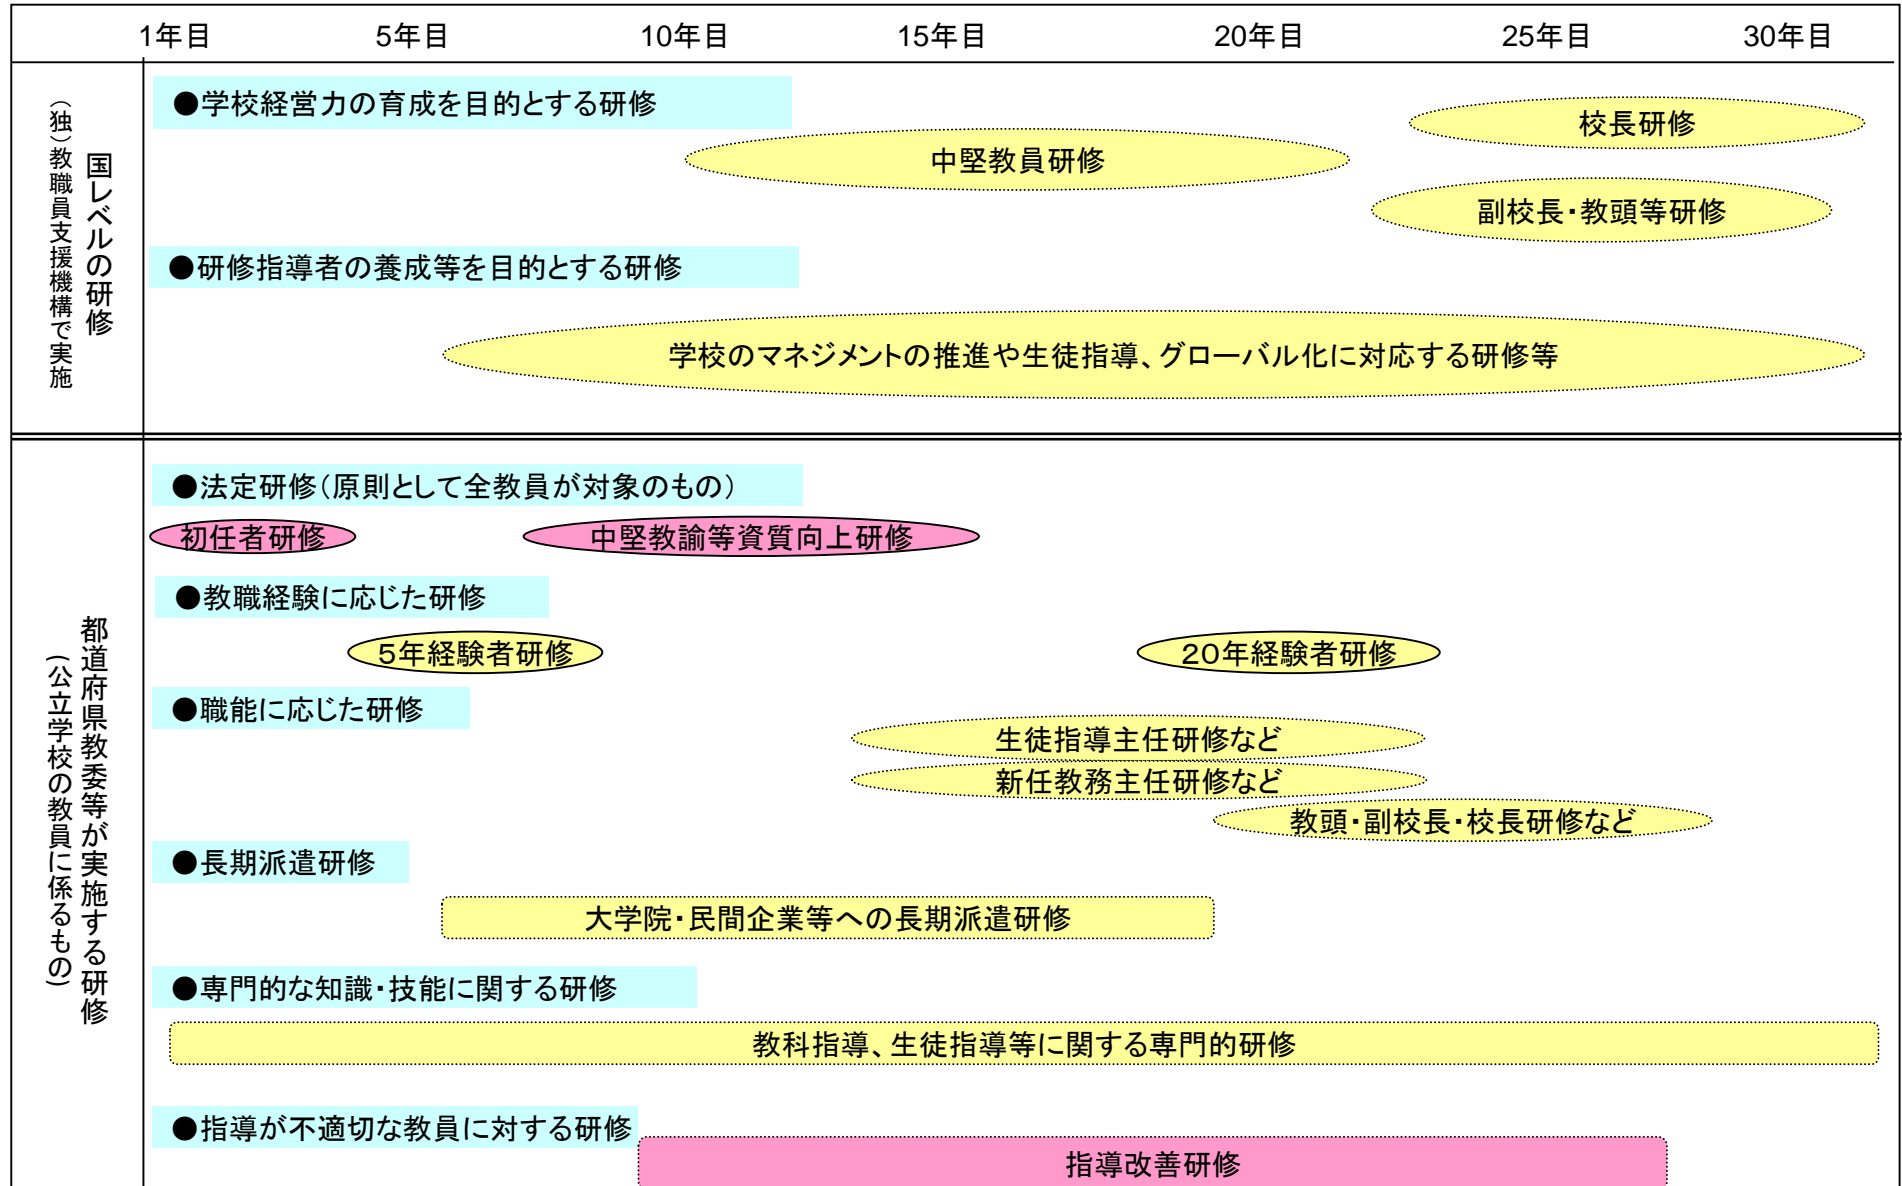 1年目 5年目 10年目 15年目 20年目 25年目 30年目
国レベルの研修
（独）教職員支援機構で実施
●学校経営力の育成を目的とする研修
校長研修
中堅教員研修
副校長・教頭等研修
●研修指導者の養成等を目的とする研修
学校のマネジメントの推進や生徒指導、グローバル化に対応する研修等
都道府県教委等が実施する研修
（公立学校の教員に係るもの）
●法定研修（原則として全教員が対象のもの）
初任者研修 中堅教諭等資質向上研修
●教職経験に応じた研修
5年経験者研修 20年経験者研修
●職能に応じた研修
生徒指導主任研修など
新任教務主任研修など
教頭・副校長・校長研修など
●長期派遣研修
大学院・民間企業等への長期派遣研修
●専門的な知識・技能に関する研修
教科指導、生徒指導等に関する専門的研修
●指導が不適切な教員に対する研修
指導改善研修